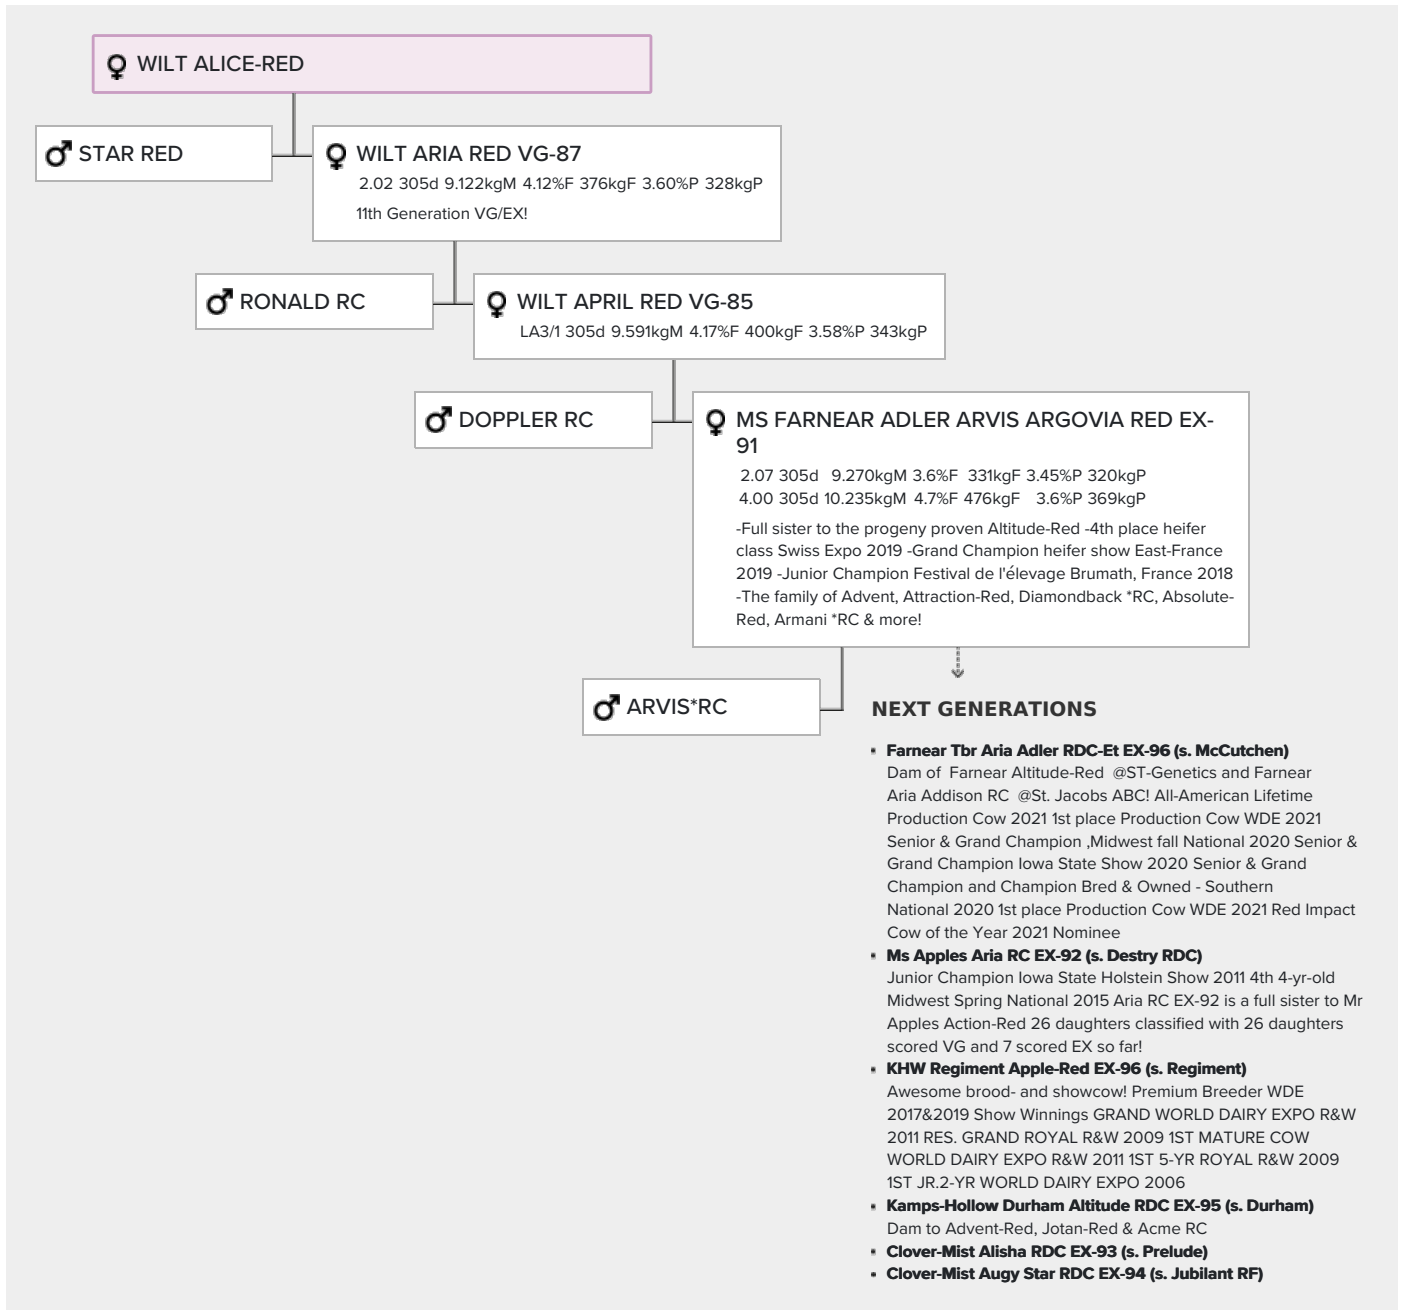 WILT ALICE-RED
STAR RED
WILT ARIA RED VG-87
2.02 305d 9.122kgM 4.12%F 376kgF 3.60%P 328kgP
11th Generation VG/EX!
RONALD RC
WILT APRIL RED VG-85
LA3/1 305d 9.591kgM 4.17%F 400kgF 3.58%P 343kgP
DOPPLER RC
MS FARNEAR ADLER ARVIS ARGOVIA RED EX-
91
2.07 305d 9.270kgM 3.6%F 331kgF 3.45%P 320kgP
4.00 305d 10.235kgM 4.7%F 476kgF 3.6%P 369kgP
-Full sister to the progeny proven Altitude-Red -4th place heifer
class Swiss Expo 2019 -Grand Champion heifer show East-France
2019 -Junior Champion Festival de l'élevage Brumath, France 2018
-The family of Advent, Attraction-Red, Diamondback *RC, Absolute-
Red, Armani *RC & more!
ARVIS*RC
NEXT GENERATIONS
▪ Farnear Tbr Aria Adler RDC-Et EX-96 (s. McCutchen)
Dam of Farnear Altitude-Red @ST-Genetics and Farnear
Aria Addison RC @St. Jacobs ABC! All-American Lifetime
Production Cow 2021 1st place Production Cow WDE 2021
Senior & Grand Champion ,Midwest fall National 2020 Senior &
Grand Champion Iowa State Show 2020 Senior & Grand
Champion and Champion Bred & Owned - Southern
National 2020 1st place Production Cow WDE 2021 Red Impact
Cow of the Year 2021 Nominee
▪ Ms Apples Aria RC EX-92 (s. Destry RDC)
Junior Champion Iowa State Holstein Show 2011 4th 4-yr-old
Midwest Spring National 2015 Aria RC EX-92 is a full sister to Mr
Apples Action-Red 26 daughters classified with 26 daughters
scored VG and 7 scored EX so far!
▪ KHW Regiment Apple-Red EX-96 (s. Regiment)
Awesome brood- and showcow! Premium Breeder WDE
2017&2019 Show Winnings GRAND WORLD DAIRY EXPO R&W
2011 RES. GRAND ROYAL R&W 2009 1ST MATURE COW
WORLD DAIRY EXPO R&W 2011 1ST 5-YR ROYAL R&W 2009
1ST JR.2-YR WORLD DAIRY EXPO 2006
▪ Kamps-Hollow Durham Altitude RDC EX-95 (s. Durham)
Dam to Advent-Red, Jotan-Red & Acme RC
▪ Clover-Mist Alisha RDC EX-93 (s. Prelude)
▪ Clover-Mist Augy Star RDC EX-94 (s. Jubilant RF)